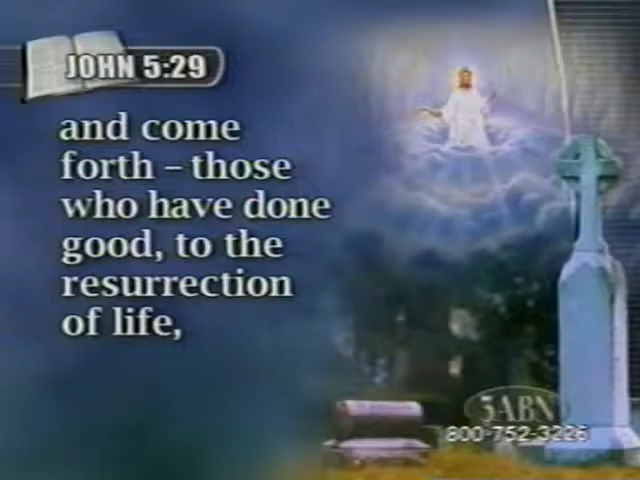 JOHN 5:29
and come
forth – those
who have done
good, to the
resurrection
of life,
3ABN
800-752-3226